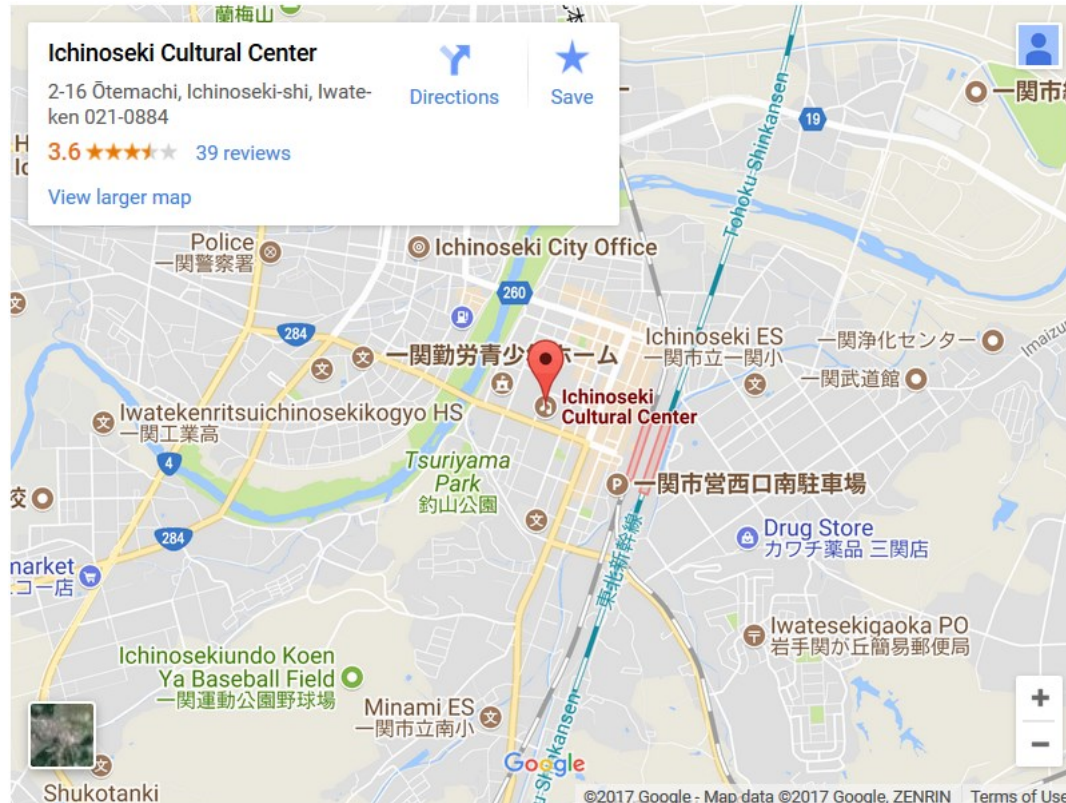 蘭梅山
Ichinoseki Cultural Center
2-16 Ōtemachi, Ichinoseki-shi, Iwate-
ken 021-0884
3.6
39 reviews
View larger map
Directions
Save
19
一関市
Tohoku Shinkansen
Police
一関警察署
Ichinoseki City Office
260
284
Ichinoseki ES
一関市立一関小
一関浄化センター
Imaizu
一関武道館
一関勤労青少年ホーム
Ichinoseki
Cultural Center
Iwatekenritsuichinosekikogyo HS
一関工業高
4
Tsuriyama
Park
釣山公園
校
一関市営西口南駐車場
P
284
Drug Store
カワチ薬品 三関店
market
コー店
東北新幹線
Iwatesekigaoka PO
岩手関が丘簡易郵便局
Ichinosekiundo Koen
Ya Baseball Field
一関運動公園野球場
Minami ES
一関市立南小
Shinkansen
Google
Shukotanki
©2017 Google - Map data ©2017 Google, ZENRIN
Terms of Use